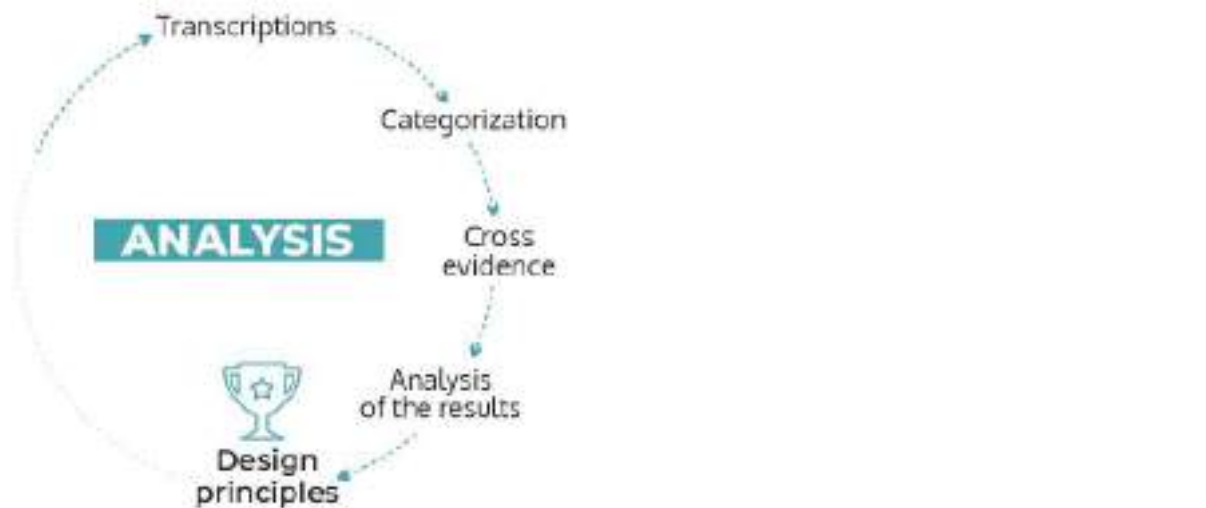 Transcriptions
Categorization
ANALYSIS
Cross
evidence
Analysis
of the results
Design
principles